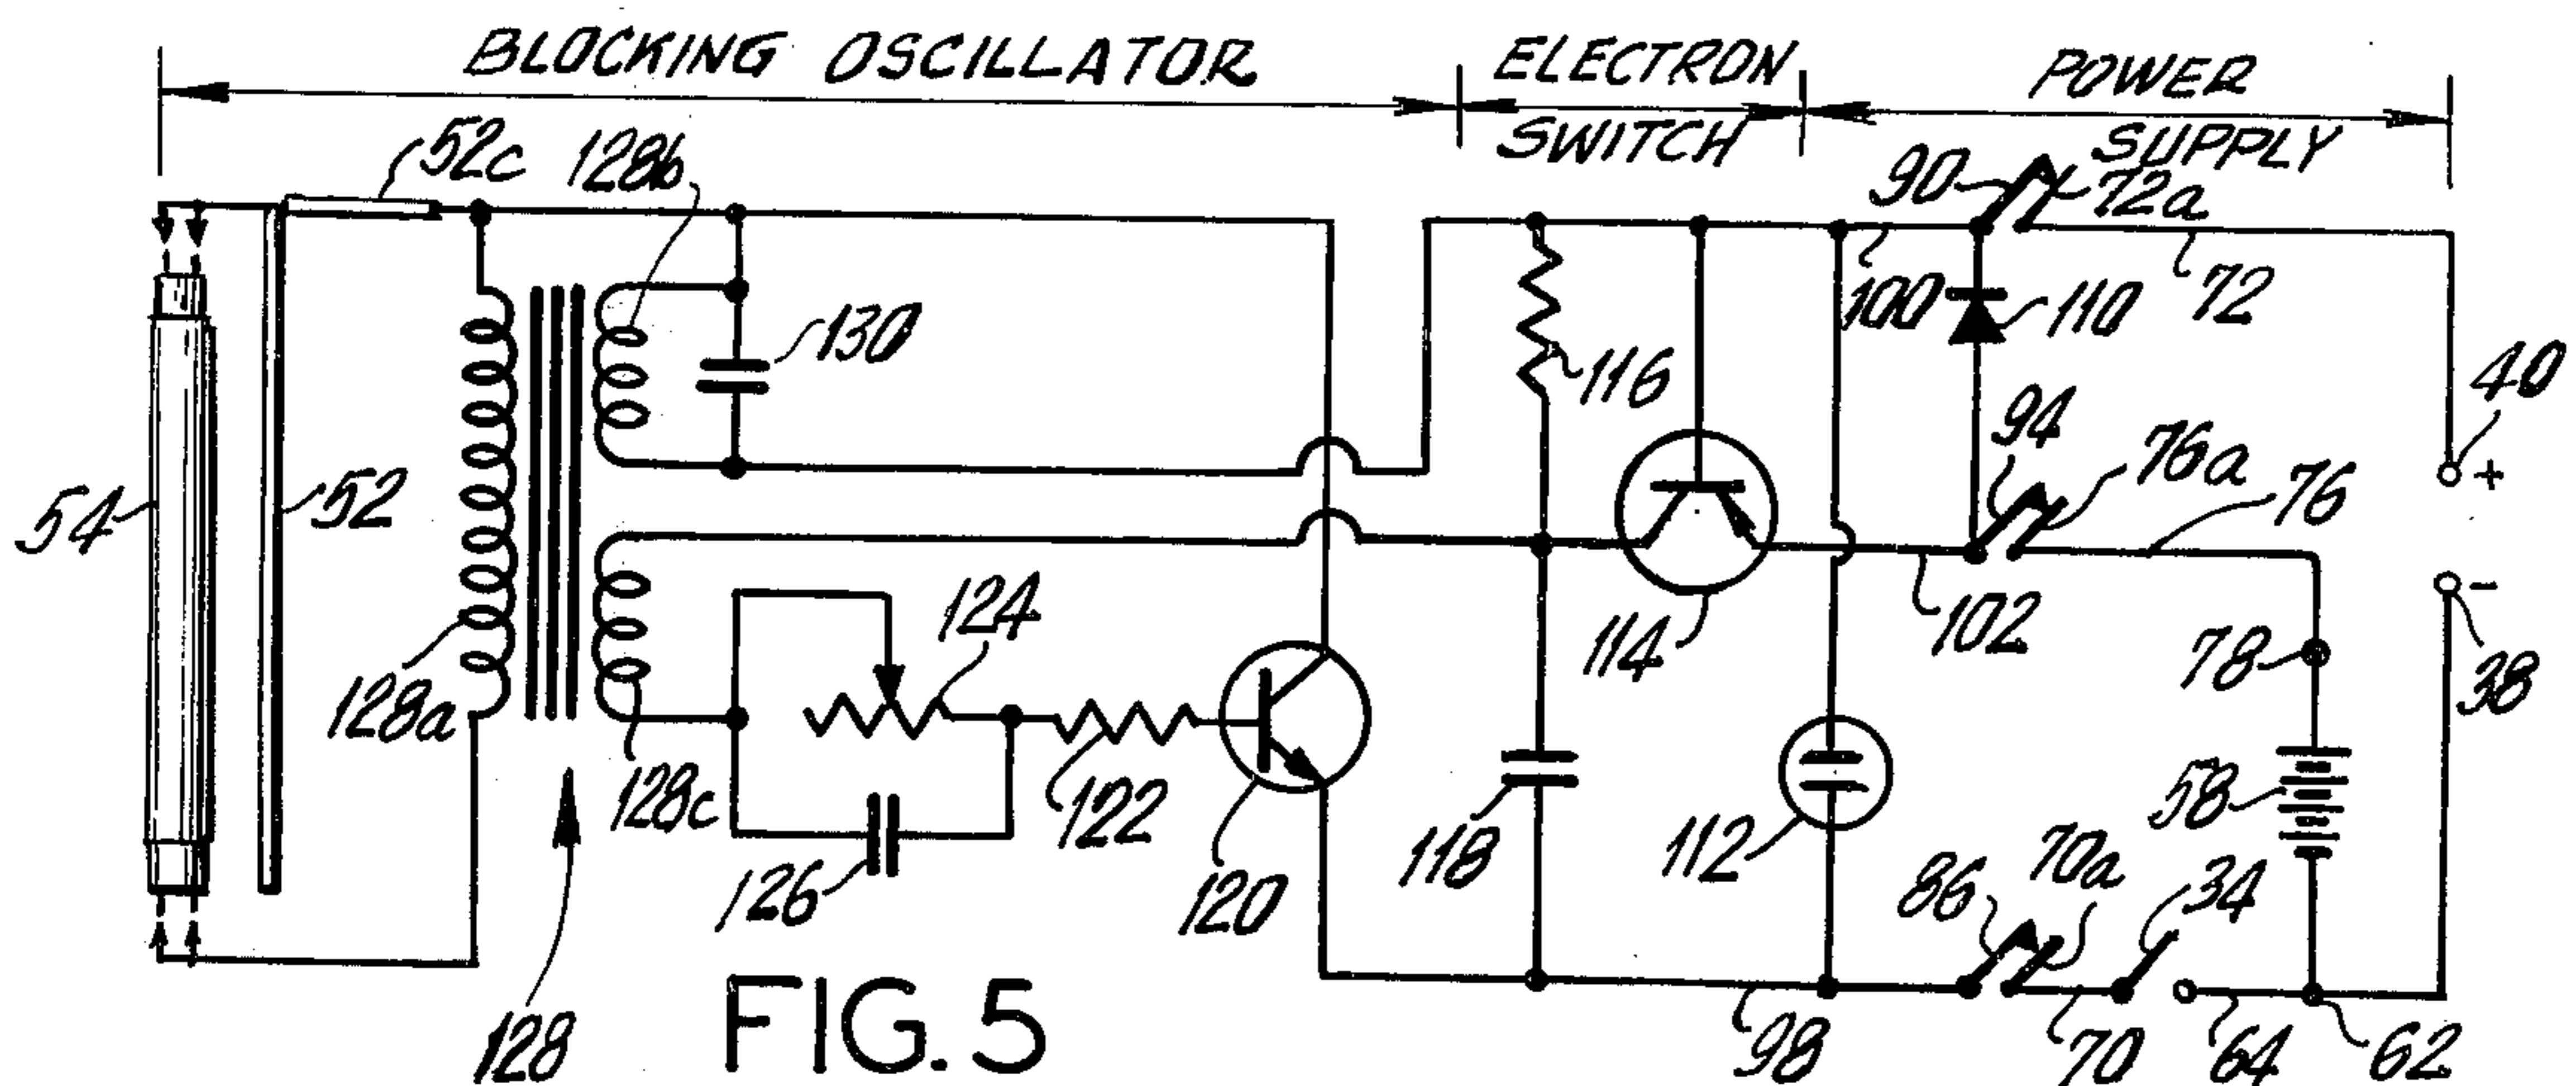 BLOCKING OSCILLATOR
ELECTRON SWITCH
POWER SUPPLY
52c
128b
90
72a
130
100
110
72
116
40
+
94
76a
76
54
52
124
114
102
-
78
38
128a
128c
122
118
112
58
126
120
86
70a
34
128
FIG. 5
98
70
64
62